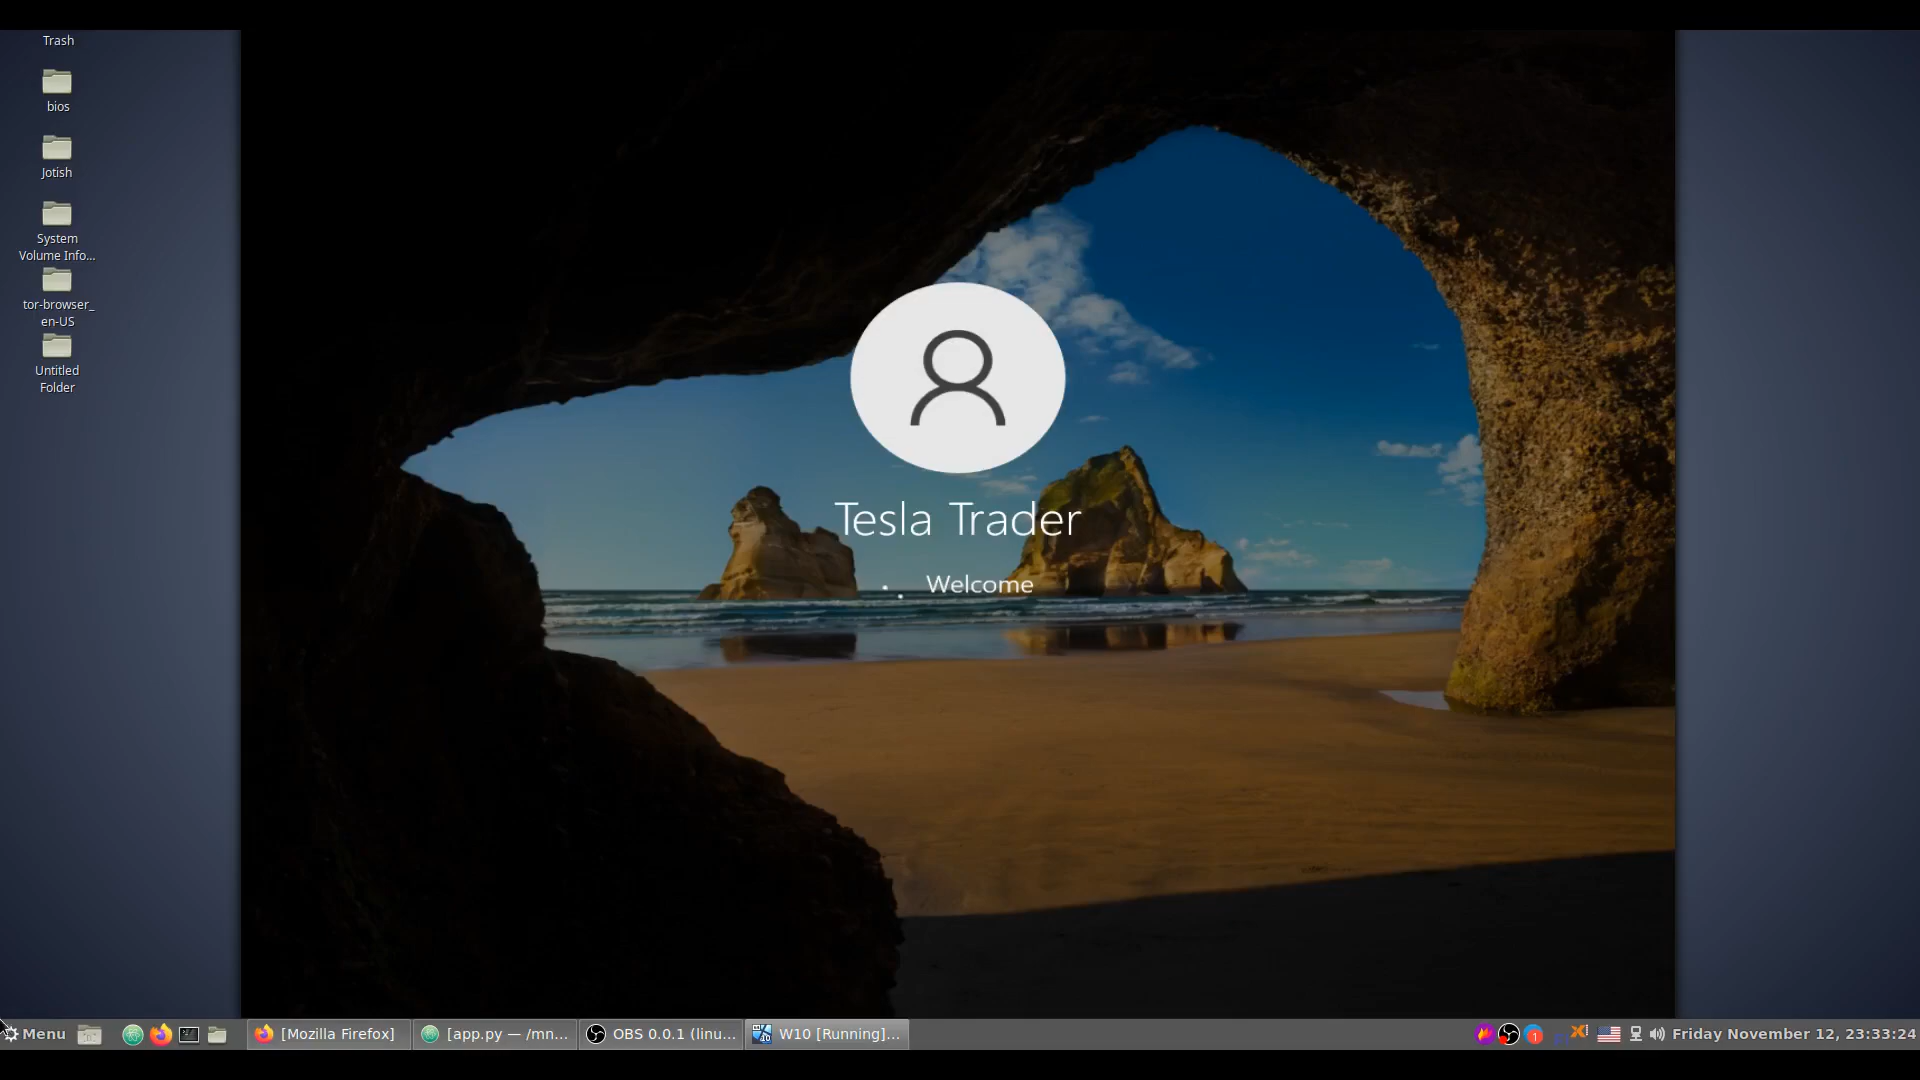 Trash
bios
Jotish
System
Volume Info...
tor-browser_
en-US
Untitled
Folder
Tesla Trader
Welcome
Menu
[Mozilla Firefox]
[app.py — /mn...
OBS 0.0.1 (linu...
W10 [Running]...
Friday November 12, 23:33:24